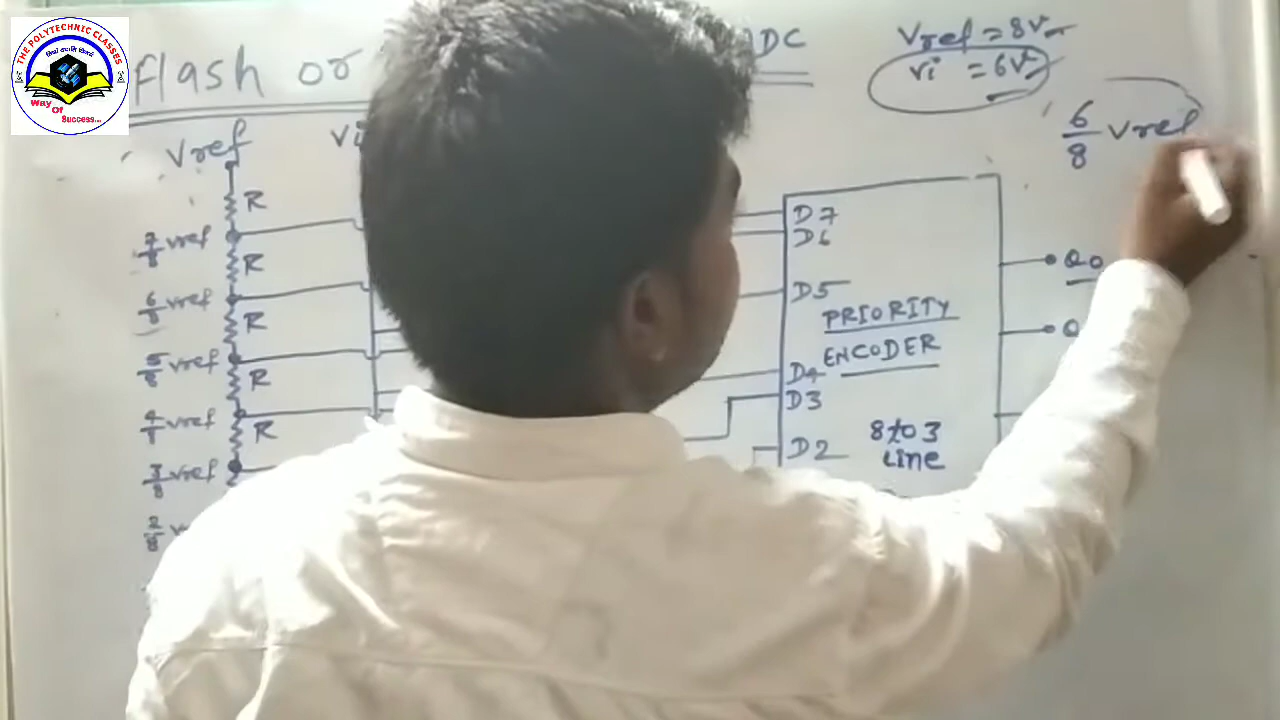 THE POLYTECHNIC CLASSES
Way Of Success...
flash or ADC
Vref = 8V
Vi = 6V
6/8 Vref
Vref
Vi
R
7/8 Vref
R
6/8 Vref
R
5/8 Vref
R
Vref
R
3/8 Vref
2/8
D7
D6
D5
D4
D3
D2
PRIORITY
ENCODER
8 to 3
Line
Q0
Q